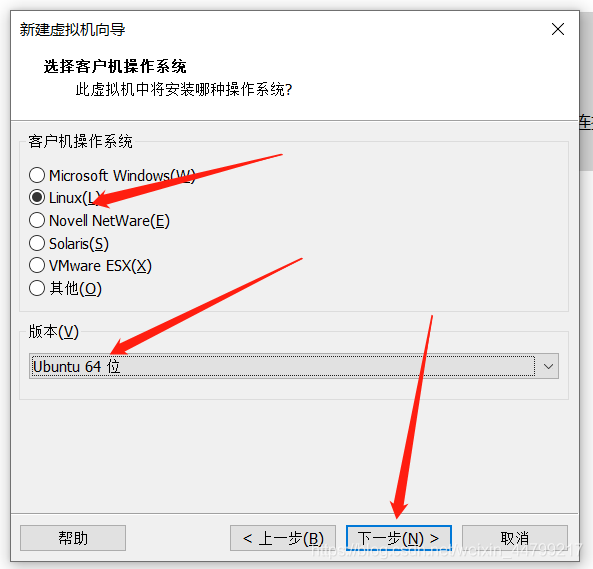 新建虚拟机向导
选择客户机操作系统
此虚拟机中将安装哪种操作系统?
客户机操作系统
Microsoft Windows(W)
Linux(L)
Novell NetWare(E)
Solaris(S)
VMware ESX(X)
其他(O)
版本(V)
Ubuntu 64 位
帮助
< 上一步(B)
下一步(N) >
取消
https://blog.csdn.net/weixin_44799217